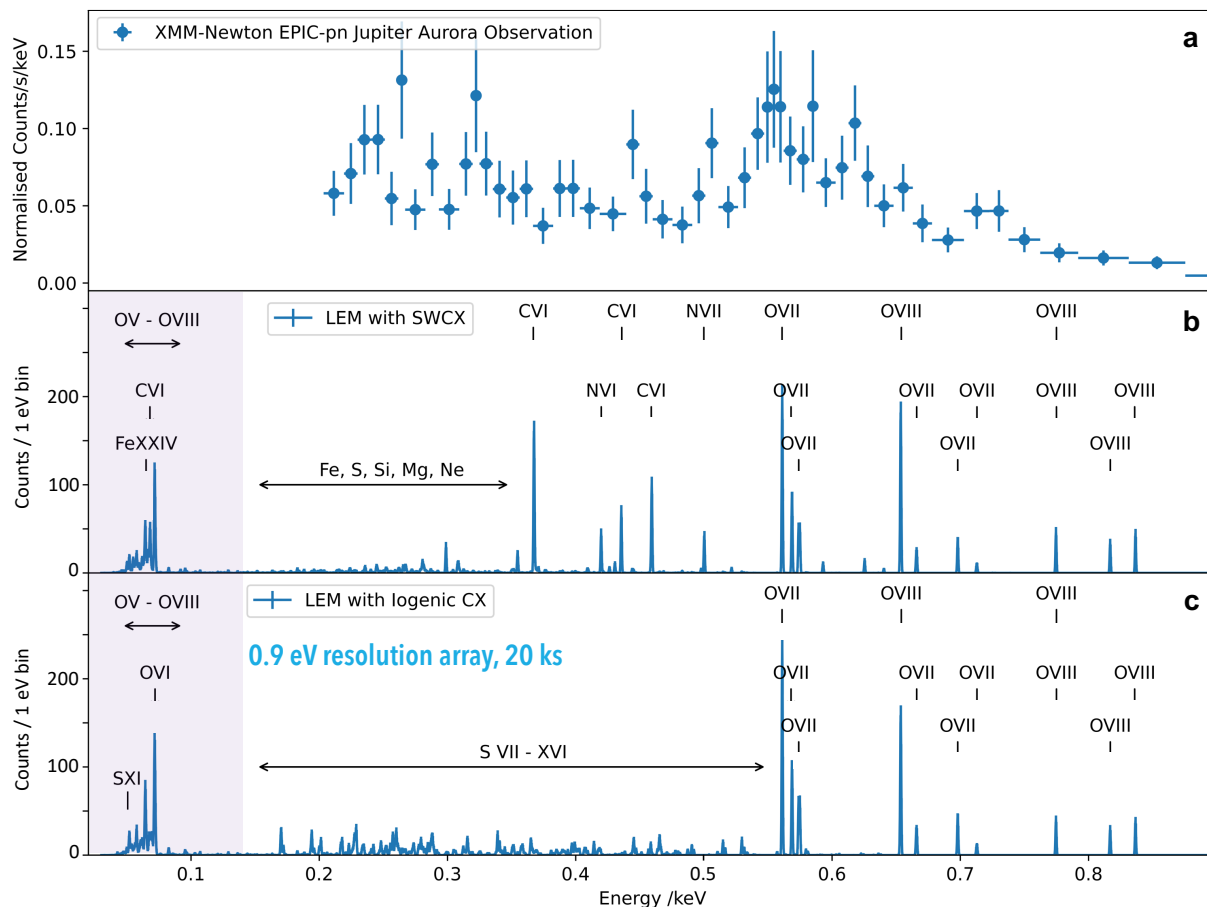 XMM-Newton EPIC-pn Jupiter Aurora Observation
a
0.15
0.10
0.05
0.00
Normalised Counts/s/keV
LEM with SWCX
b
OV - OVIII
CVI
FeXXIV
Fe, S, Si, Mg, Ne
CVI CVI NVII OVII OVIII OVIII
NVI CVI OVII OVII OVII OVIII OVIII
OVII OVII OVIII
200
100
0
Counts / 1 eV bin
LEM with Iogenic CX
c
0.9 eV resolution array, 20 ks
OV - OVIII
OVI
SXI
S VII - XVI
OVII OVIII OVIII
OVII OVII OVII OVIII OVIII
OVII OVII OVIII
200
100
0
Counts / 1 eV bin
0.1 0.2 0.3 0.4 0.5 0.6 0.7 0.8
Energy /keV